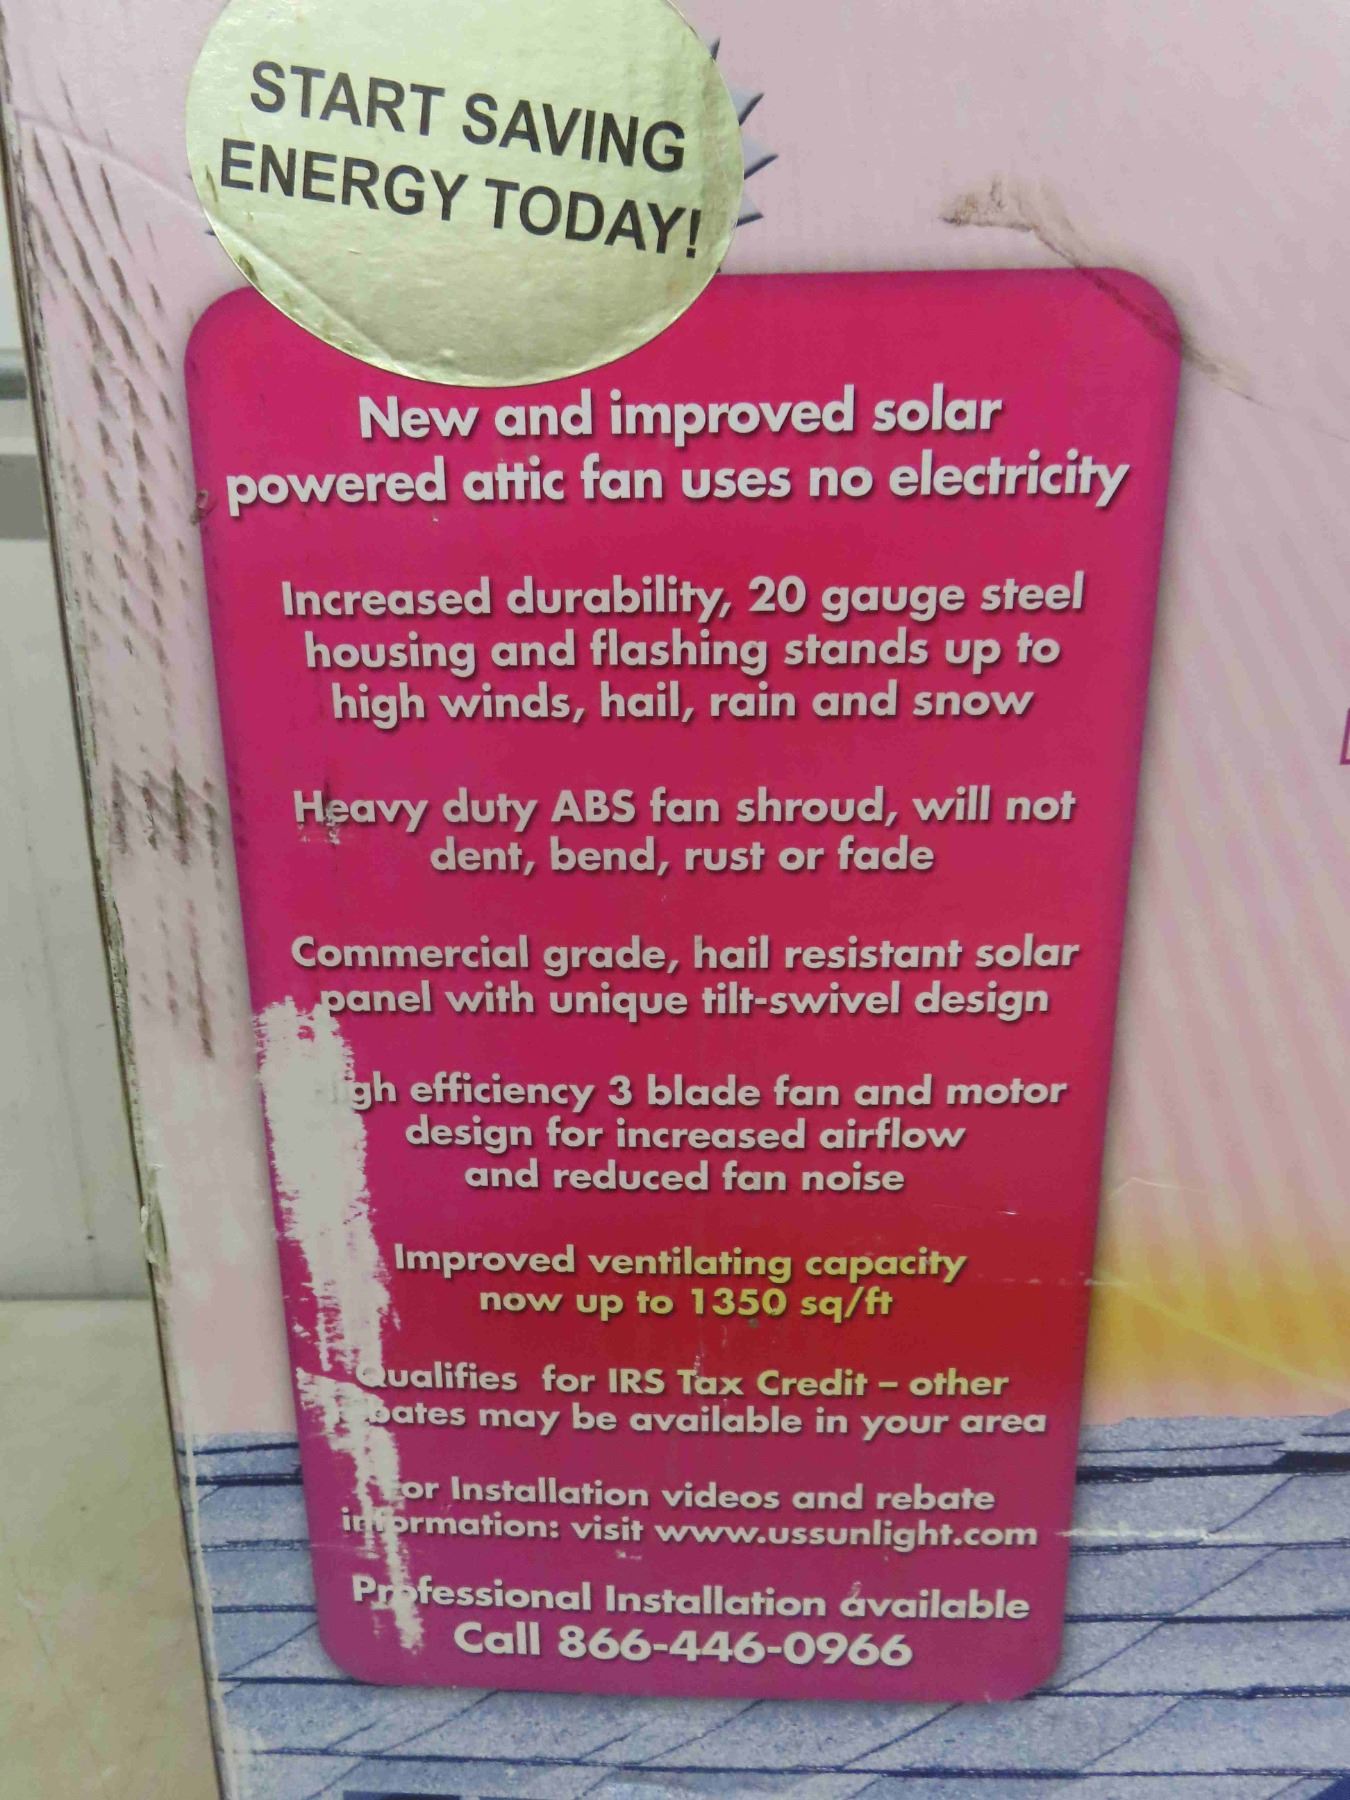 START SAVING
ENERGY TODAY!
New and improved solar
powered attic fan uses no electricity
Increased durability, 20 gauge steel
housing and flashing stands up to
high winds, hail, rain and snow
Heavy duty ABS fan shroud, will not
dent, bend, rust or fade
Commercial grade, hail resistant solar
panel with unique tilt-swivel design
High efficiency 3 blade fan and motor
design for increased airflow
and reduced fan noise
Improved ventilating capacity
now up to 1350 sq/ft
Qualifies for IRS Tax Credit – other
rebates may be available in your area
For Installation videos and rebate
information: visit www.ussunlight.com
Professional Installation available
Call 866-446-0966